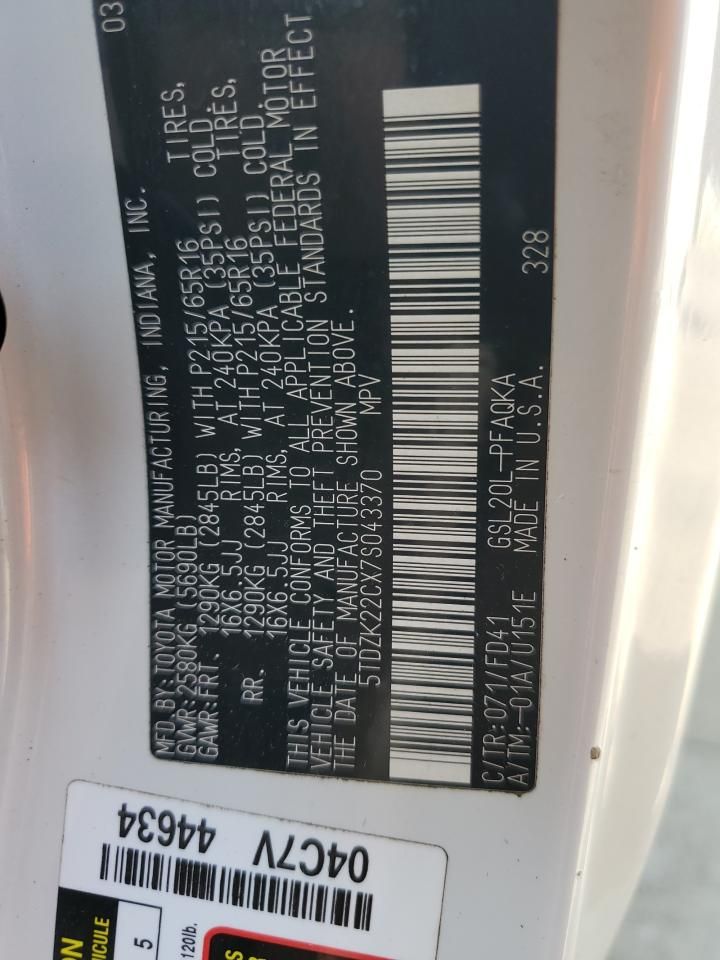 03
MFD.BY:TOYOTA MOTOR MANUFACTURING, INDIANA, INC.
GVWR:2580KG (5690LB)
GAWR:FRT. 1290KG (2845LB) WITH P215/65R16 TIRES,
16X6.5JJ RIMS, AT 240KPA (35PSI) COLD.
RR. 1290KG (2845LB) WITH P215/65R16 TIRES,
16X6.5JJ RIMS, AT 240KPA (35PSI) COLD.
THIS VEHICLE CONFORMS TO ALL APPLICABLE FEDERAL MOTOR
VEHICLE SAFETY AND THEFT PREVENTION STANDARDS IN EFFECT
THE DATE OF MANUFACTURE SHOWN ABOVE.
5TDZK22CX7S043370 MPV
328
C/TR:071/FD41 GSL20L-PFAQKA
A/TM:-01A/U151E MADE IN U.S.A.
04C7V 44634
ON
HICULE
5
120lb.